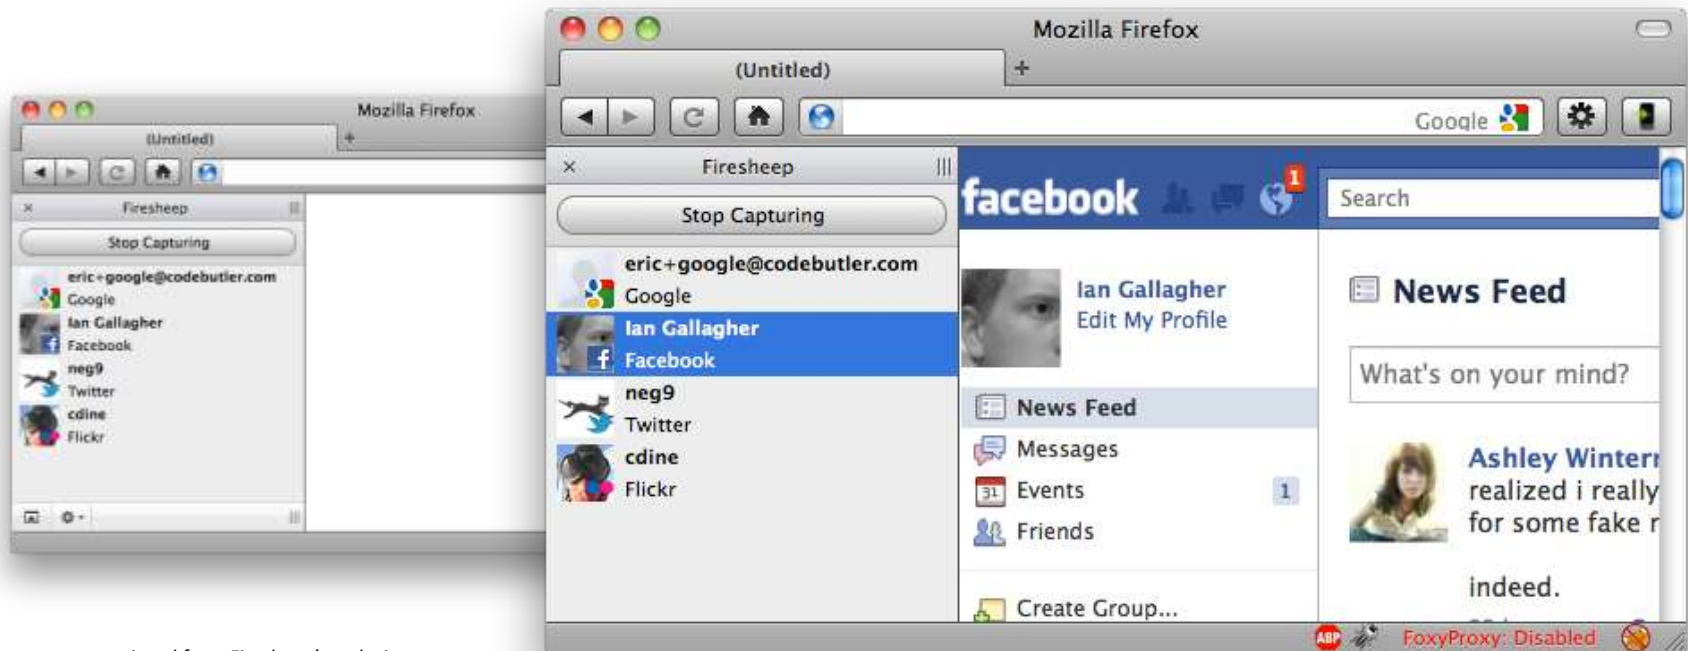 Mozilla Firefox
(Untitled)
Firesheep
Stop Capturing
eric+google@codebutler.com
Google
Ian Gallagher
Facebook
neg9
Twitter
cdine
Flickr
Mozilla Firefox
(Untitled)
Google
Firesheep
Stop Capturing
eric+google@codebutler.com
Google
Ian Gallagher
Facebook
neg9
Twitter
cdine
Flickr
facebook
1
Search
Ian Gallagher
Edit My Profile
News Feed
Messages
31 Events 1
Friends
Create Group...
News Feed
What's on your mind?
Ashley
realized i really
for some fake
indeed.
ABP FoxyProxy: Disabled